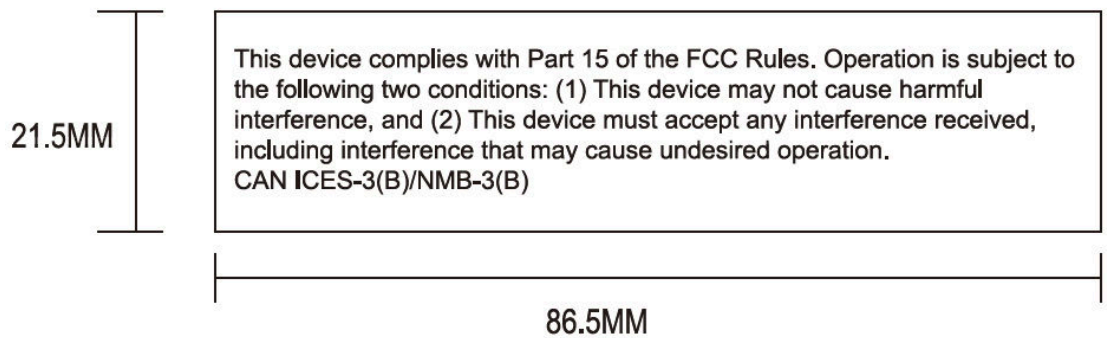 This device complies with Part 15 of the FCC Rules. Operation is subject to
the following two conditions: (1) This device may not cause harmful
interference, and (2) This device must accept any interference received,
including interference that may cause undesired operation.
CAN ICES-3(B)/NMB-3(B)
21.5MM
86.5MM